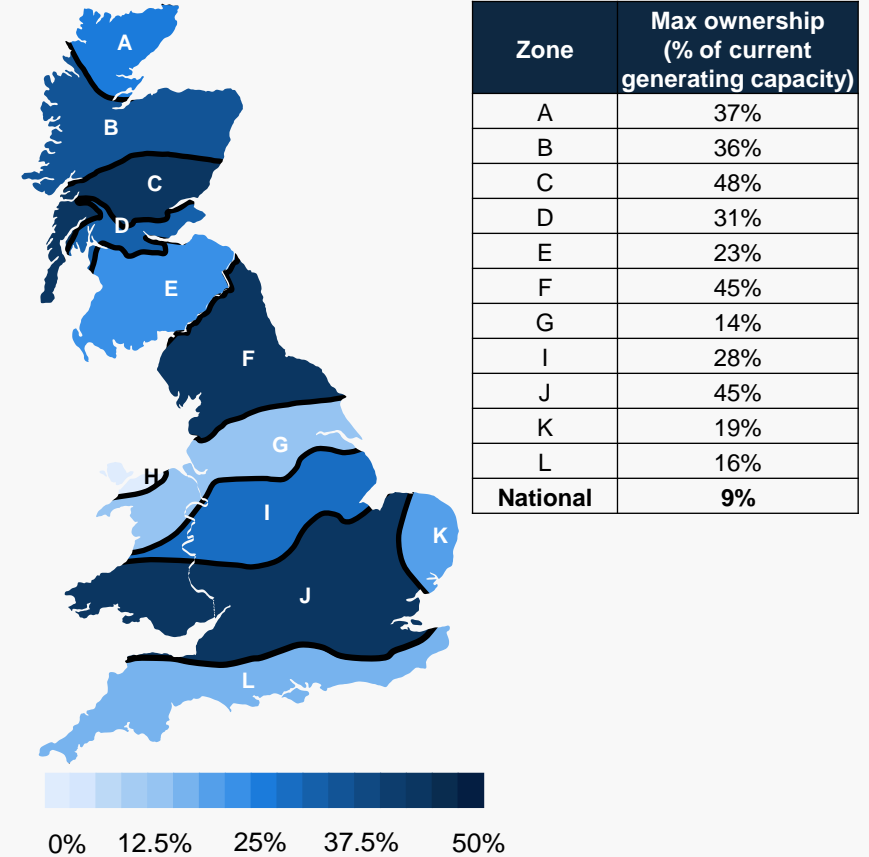 A
B
C
D
E
F
G
H
I
J
K
L
0% 12.5% 25% 37.5% 50%
Zone Max ownership
(% of current
generating capacity)
A 37%
B 36%
C 48%
D 31%
E 23%
F 45%
G 14%
I 28%
J 45%
K 19%
L 16%
National 9%